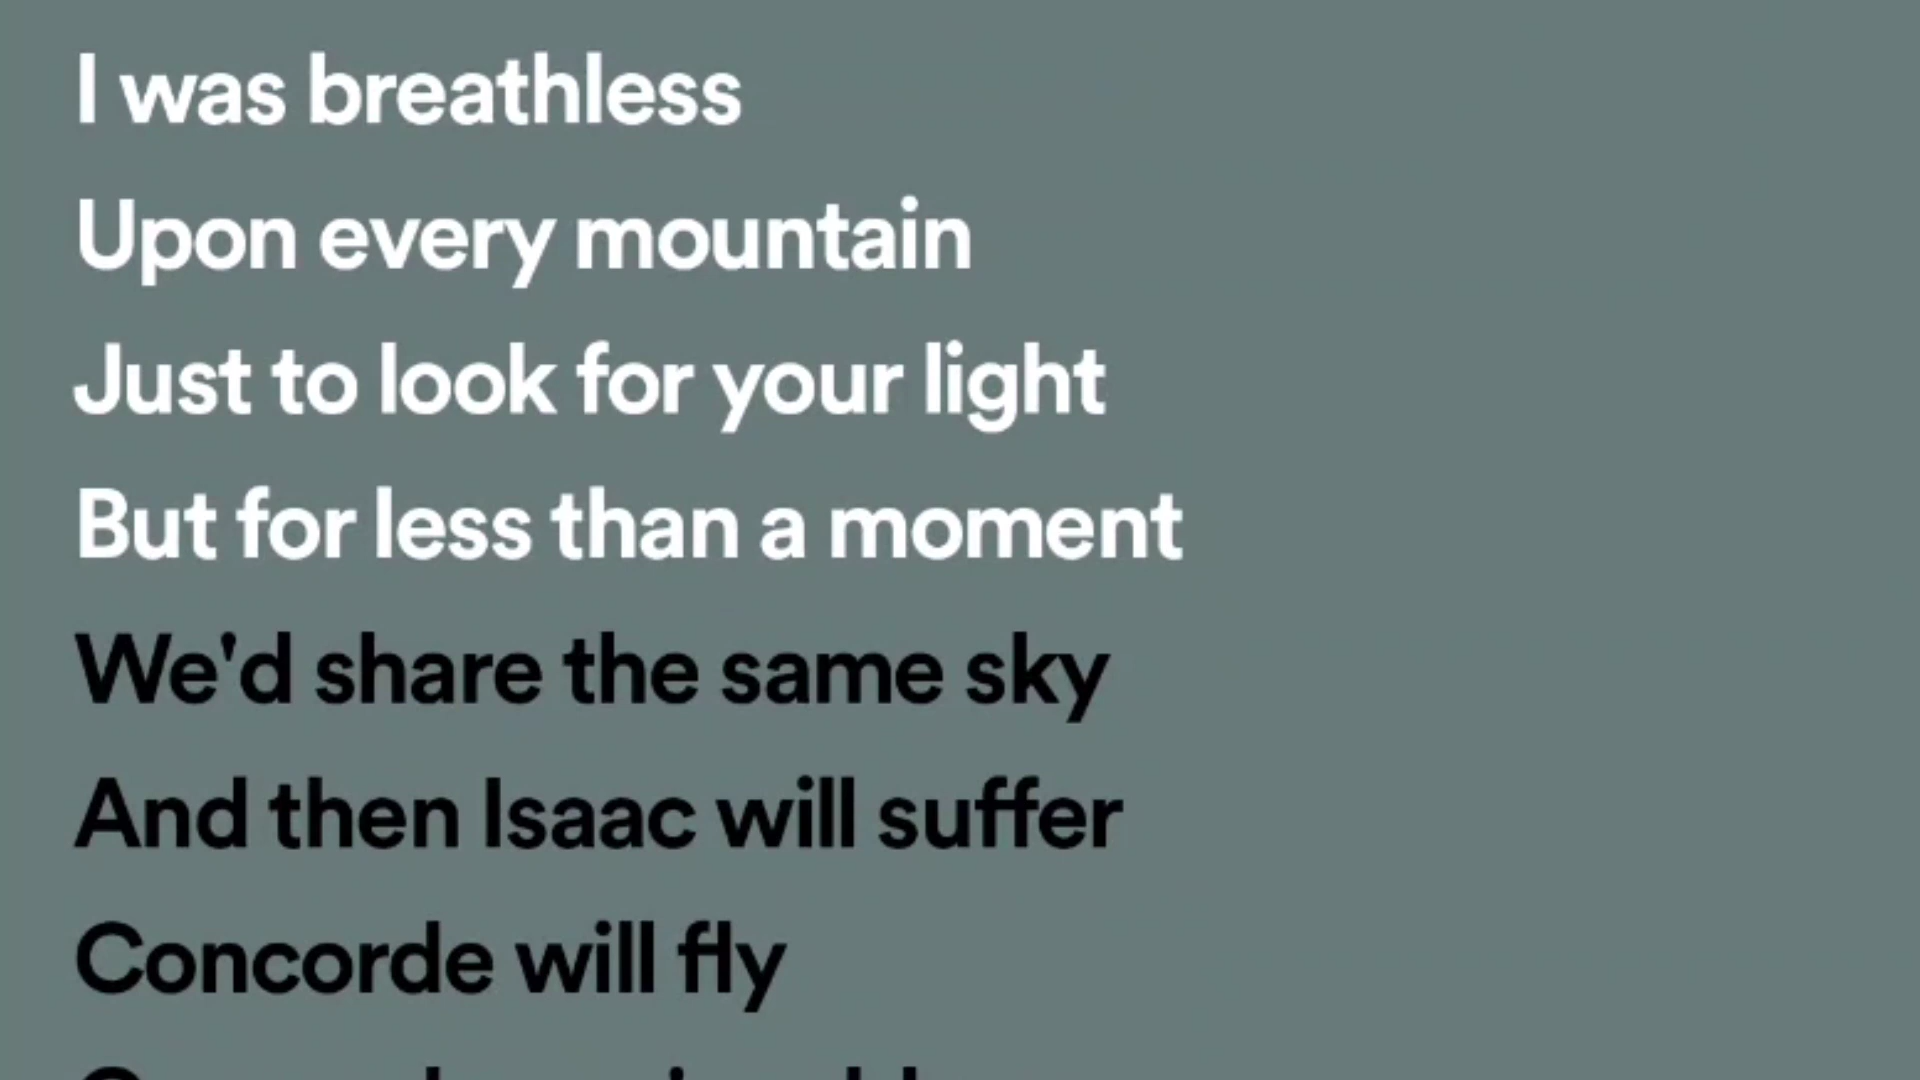 I was breathless
Upon every mountain
Just to look for your light
But for less than a moment
We'd share the same sky
And then Isaac will suffer
Concorde will fly